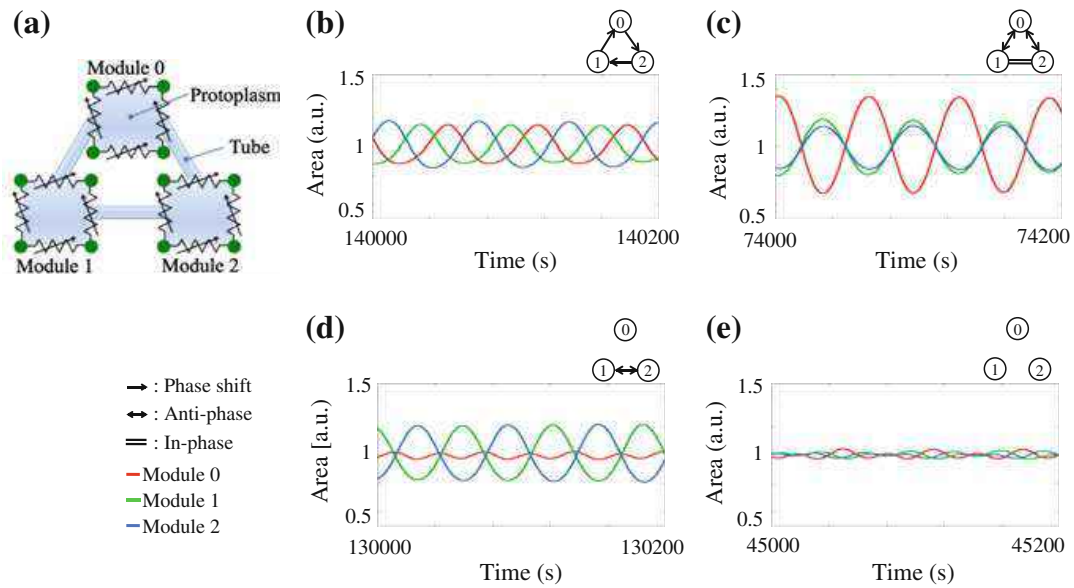 (a)
Module 0
Protoplasm
Tube
Module 1
Module 2
(b)
0
1
2
1.5
1
0.5
Area (a.u.)
140000
140200
Time (s)
(c)
0
1
2
1.5
1
0.5
Area (a.u.)
74000
74200
Time (s)
: Phase shift
: Anti-phase
: In-phase
Module 0
Module 1
Module 2
(d)
0
1
2
1.5
1
0.5
Area [a.u.)
130000
130200
Time (s)
(e)
0
1
2
1.5
1
0.5
Area (a.u.)
45000
45200
Time (s)